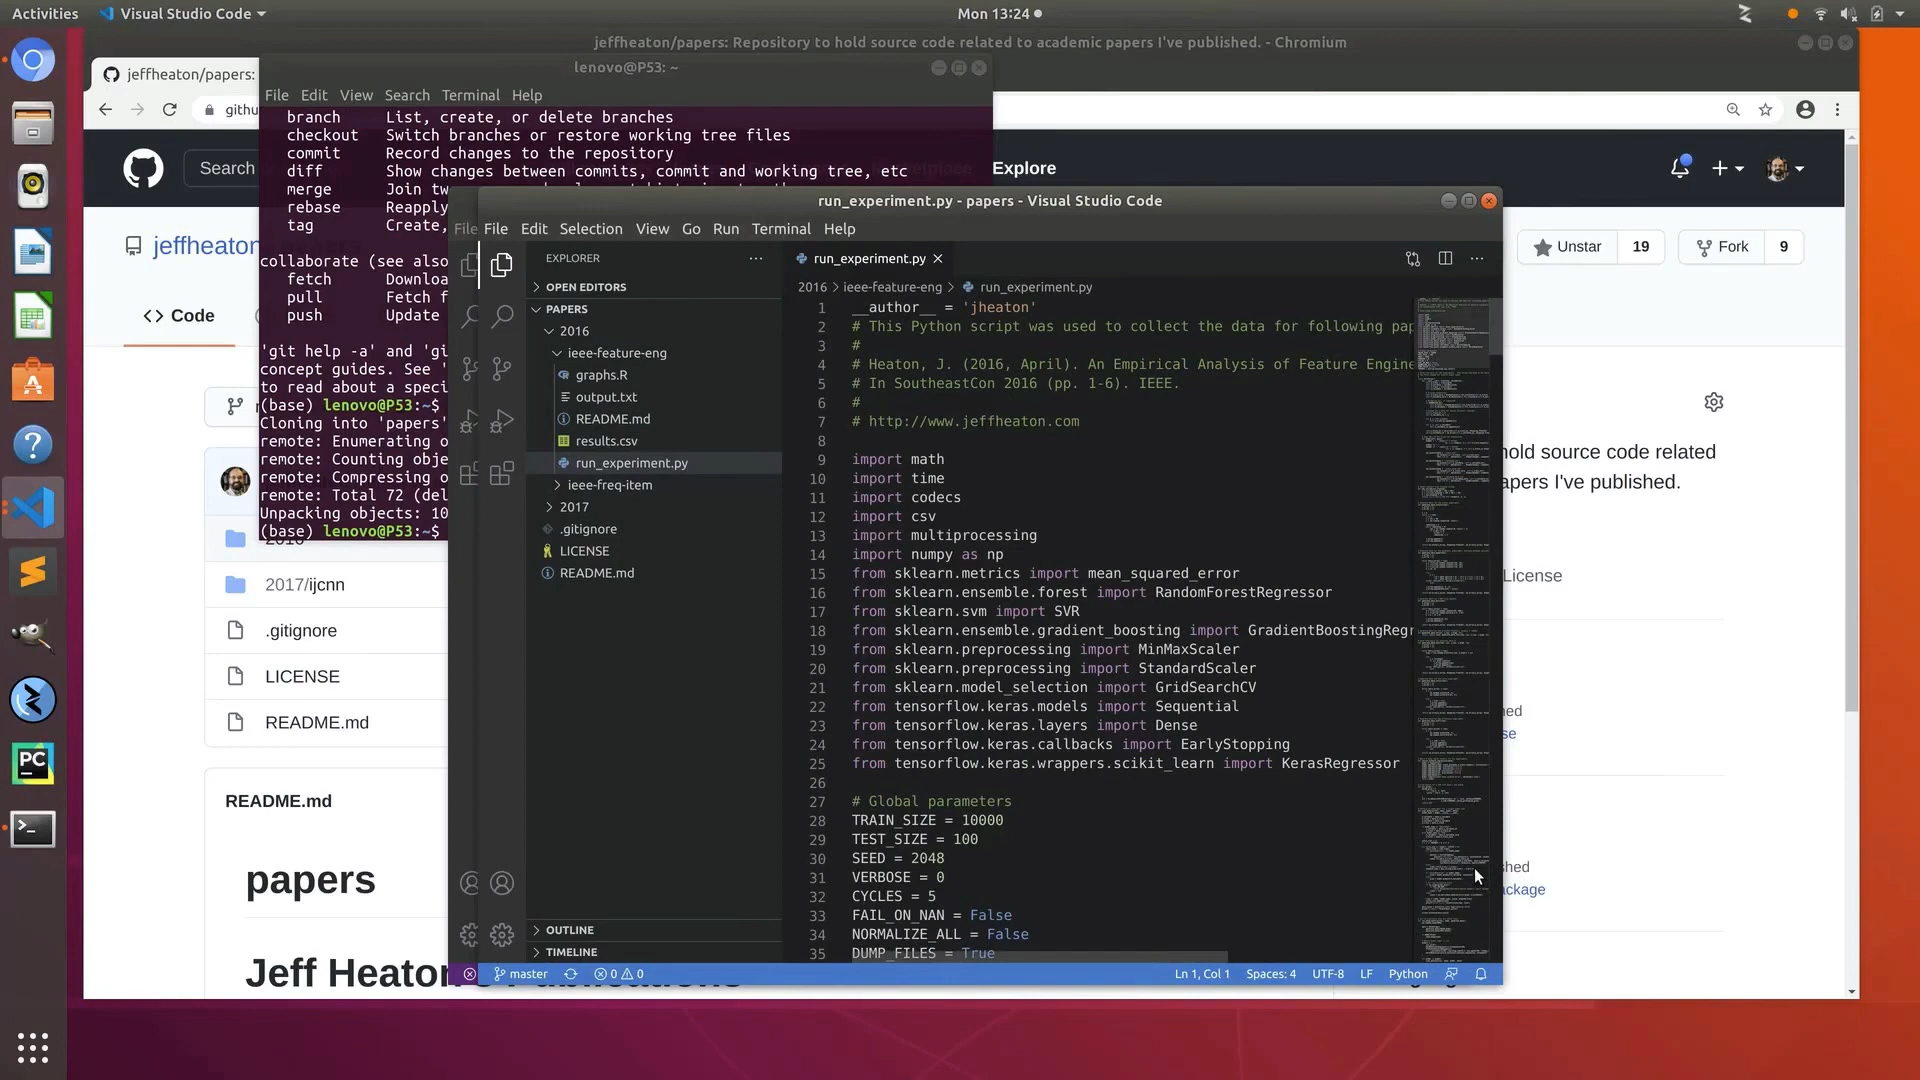 Activities
Visual Studio Code
Mon 13:24
jeffheaton/papers: Repository to hold source code related to academic papers I've published. - Chromium
jeffheaton/papers:
githu
lenovo@P53: ~
File Edit View Search Terminal Help
branch List, create, or delete branches
checkout Switch branches or restore working tree files
commit Record changes to the repository
diff Show changes between commits, commit and working tree, etc
merge Join tw
rebase Reapply
tag Create,
collaborate (see also
fetch Downloa
pull Fetch f
push Update
'git help -a' and 'gi
concept guides. See '
to read about a speci
(base) lenovo@P53:~$
Cloning into 'papers'
remote: Enumerating o
remote: Counting obje
remote: Compressing o
remote: Total 72 (del
Unpacking objects: 10
(base) lenovo@P53:~$
Search
Explore
jeffheaton
Unstar 19
Fork 9
Code
hold source code related
apers I've published.
License
2017/ijcnn
.gitignore
LICENSE
README.md
README.md
papers
Jeff Heaton's Publications
ed
se
shed
ackage
run_experiment.py - papers - Visual Studio Code
File
File Edit Selection View Go Run Terminal Help
EXPLORER
OPEN EDITORS
PAPERS
2016
ieee-feature-eng
graphs.R
output.txt
README.md
results.csv
run_experiment.py
ieee-freq-item
2017
.gitignore
LICENSE
README.md
OUTLINE
TIMELINE
run_experiment.py
2016 > ieee-feature-eng > run_experiment.py
1 __author__ = 'jheaton'
2 # This Python script was used to collect the data for following pap
3 #
4 # Heaton, J. (2016, April). An Empirical Analysis of Feature Engine
5 # In SoutheastCon 2016 (pp. 1-6). IEEE.
6 #
7 # http://www.jeffheaton.com
8
9 import math
10 import time
11 import codecs
12 import csv
13 import multiprocessing
14 import numpy as np
15 from sklearn.metrics import mean_squared_error
16 from sklearn.ensemble.forest import RandomForestRegressor
17 from sklearn.svm import SVR
18 from sklearn.ensemble.gradient_boosting import GradientBoostingRegr
19 from sklearn.preprocessing import MinMaxScaler
20 from sklearn.preprocessing import StandardScaler
21 from sklearn.model_selection import GridSearchCV
22 from tensorflow.keras.models import Sequential
23 from tensorflow.keras.layers import Dense
24 from tensorflow.keras.callbacks import EarlyStopping
25 from tensorflow.keras.wrappers.scikit_learn import KerasRegressor
26
27 # Global parameters
28 TRAIN_SIZE = 10000
29 TEST_SIZE = 100
30 SEED = 2048
31 VERBOSE = 0
32 CYCLES = 5
33 FAIL_ON_NAN = False
34 NORMALIZE_ALL = False
35 DUMP_FILES = True
master 0 0 Ln 1, Col 1 Spaces: 4 UTF-8 LF Python
PC